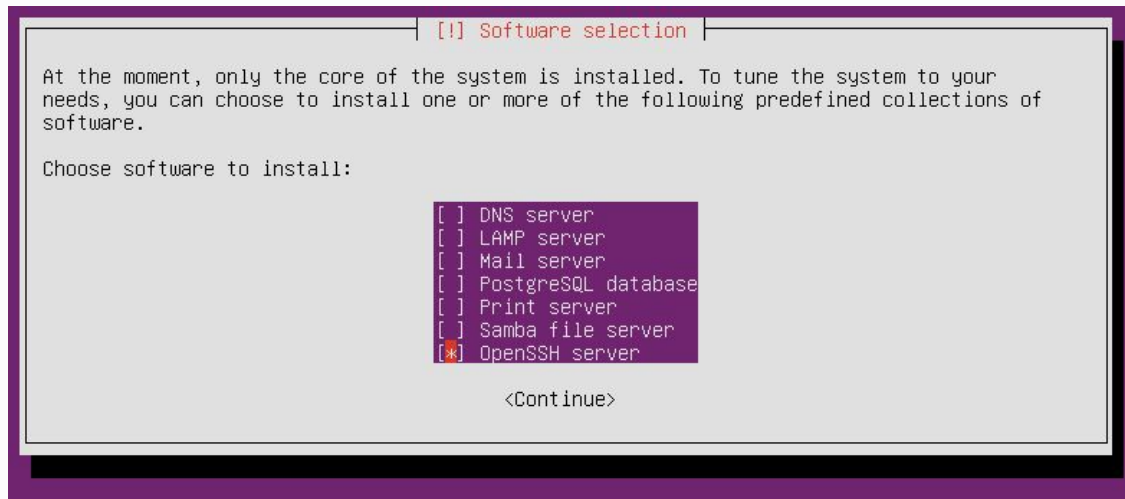 [!] Software selection
At the moment, only the core of the system is installed. To tune the system to your
needs, you can choose to install one or more of the following predefined collections of
software.
Choose software to install:
[ ] DNS server
[ ] LAMP server
[ ] Mail server
[ ] PostgreSQL database
[ ] Print server
[ ] Samba file server
[*] OpenSSH server
<Continue>